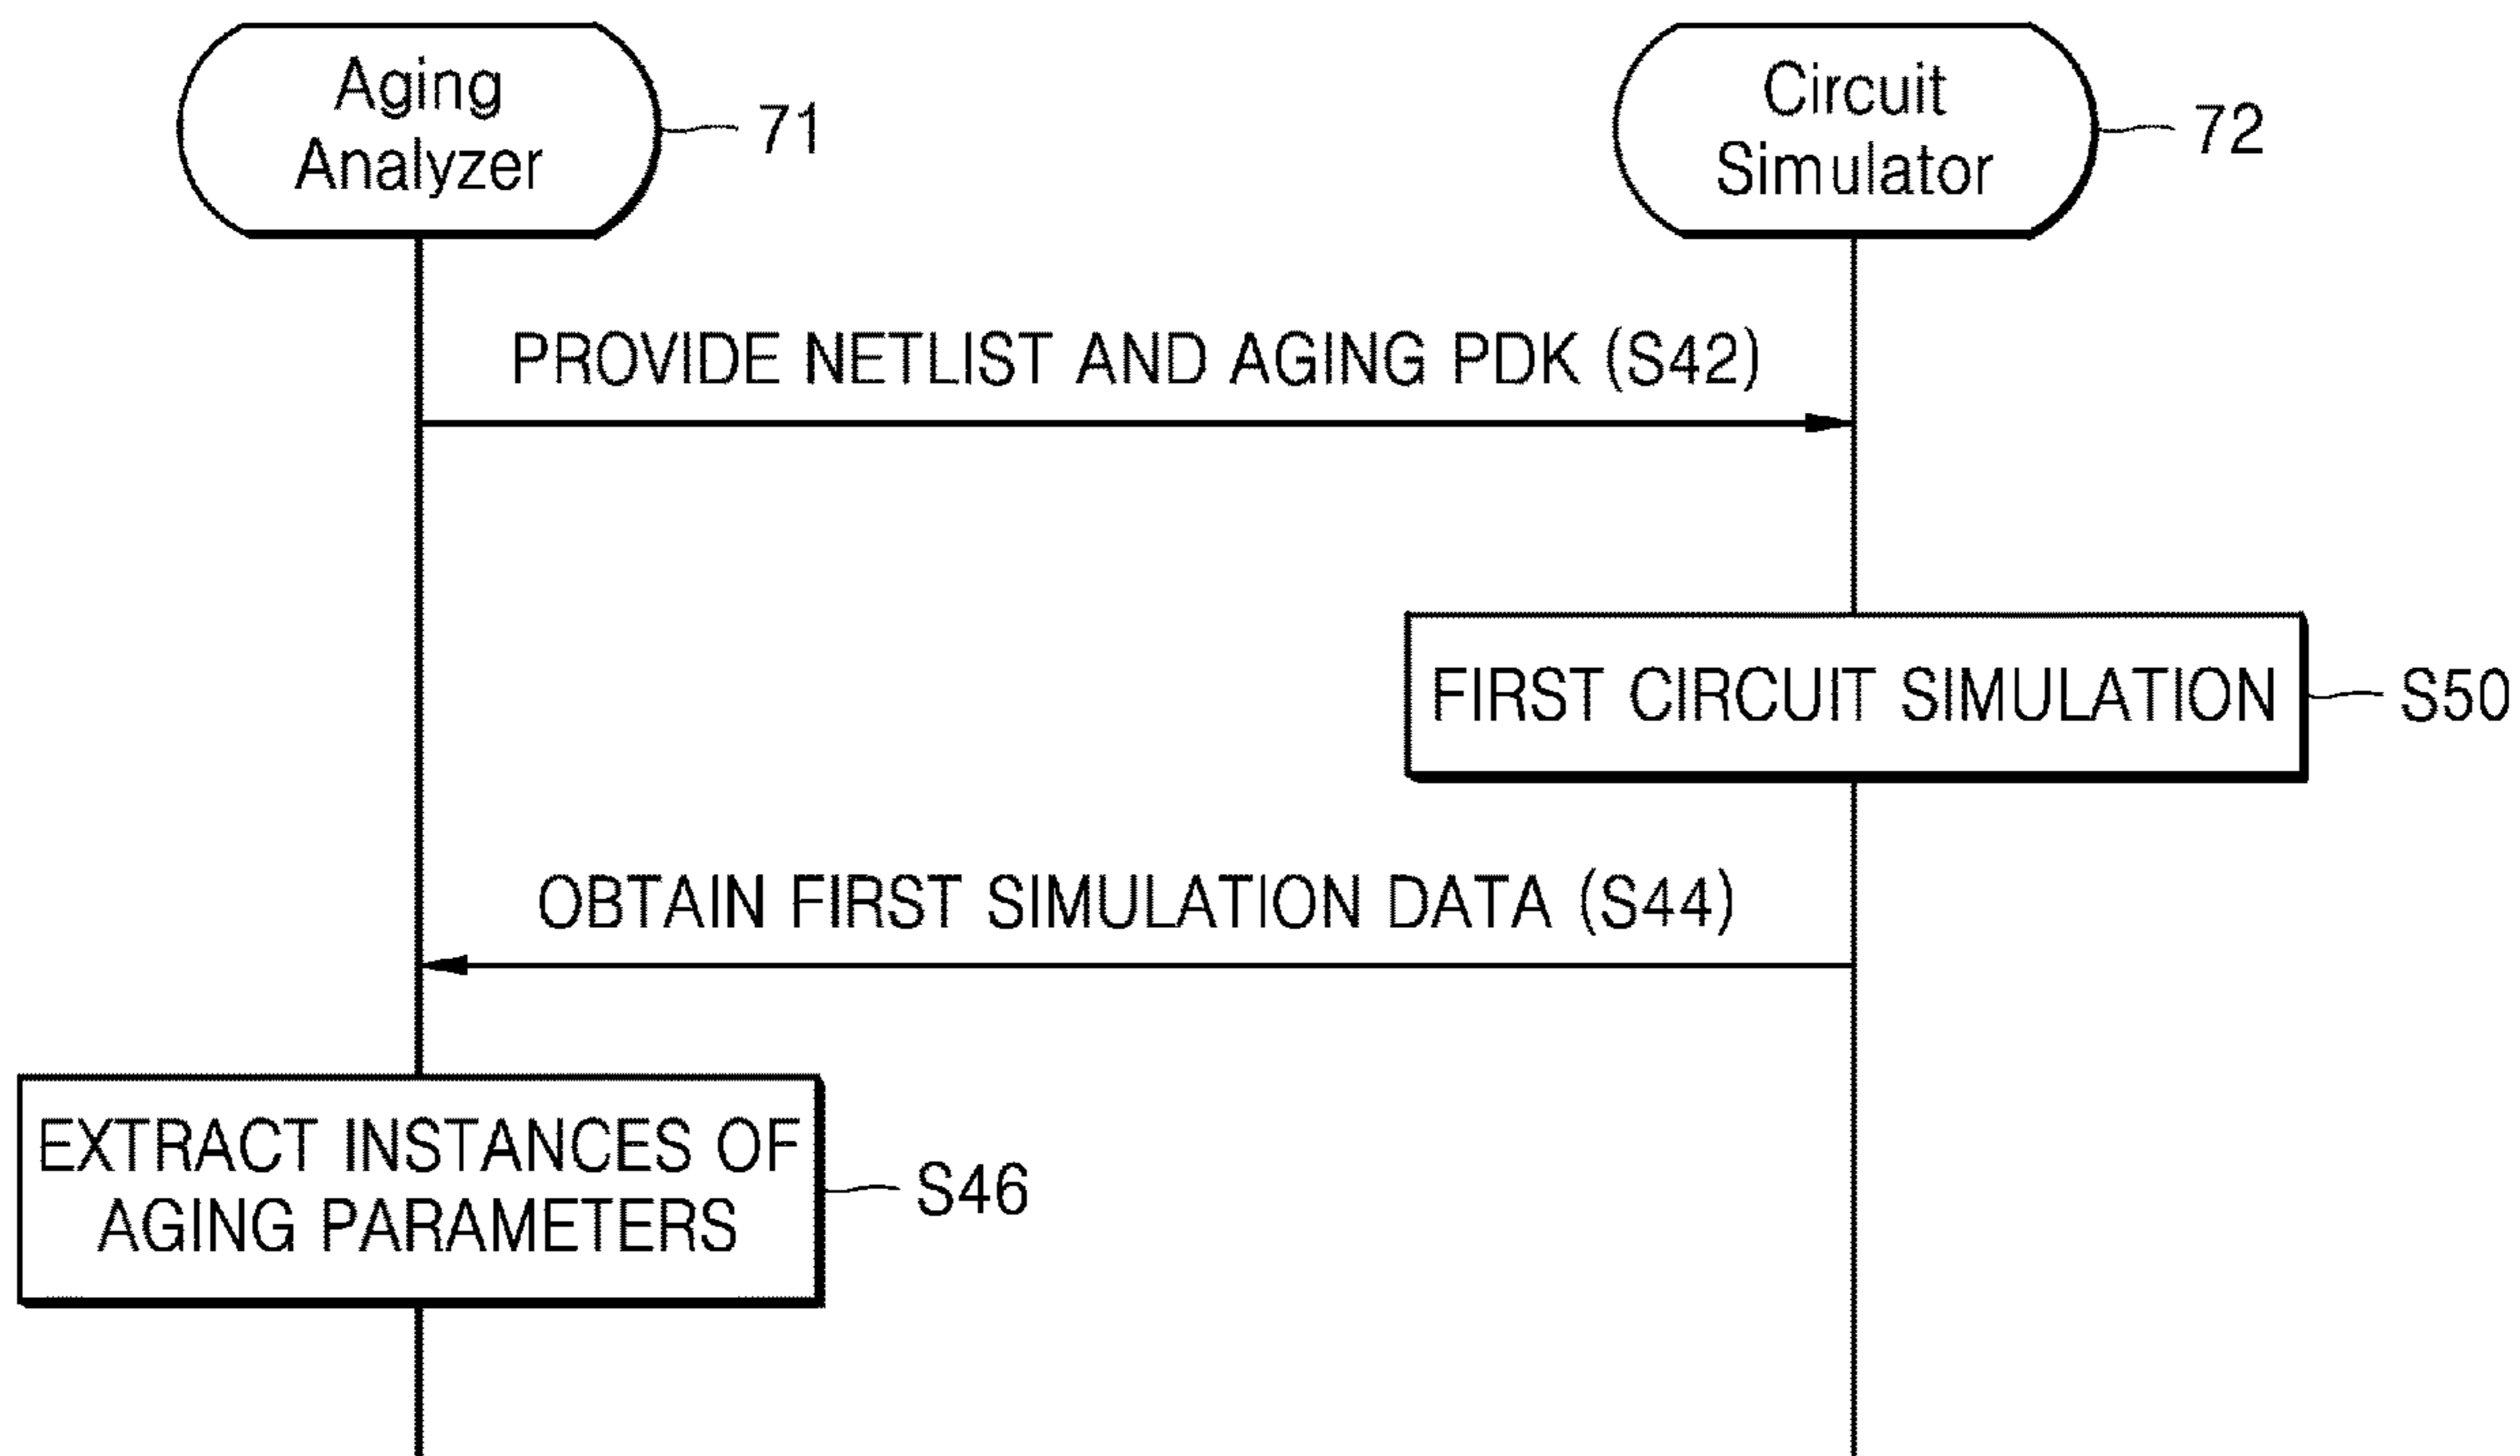 Aging
Analyzer
71
Circuit
Simulator
72
PROVIDE NETLIST AND AGING PDK (S42)
FIRST CIRCUIT SIMULATION
S50
OBTAIN FIRST SIMULATION DATA (S44)
EXTRACT INSTANCES OF
AGING PARAMETERS
S46